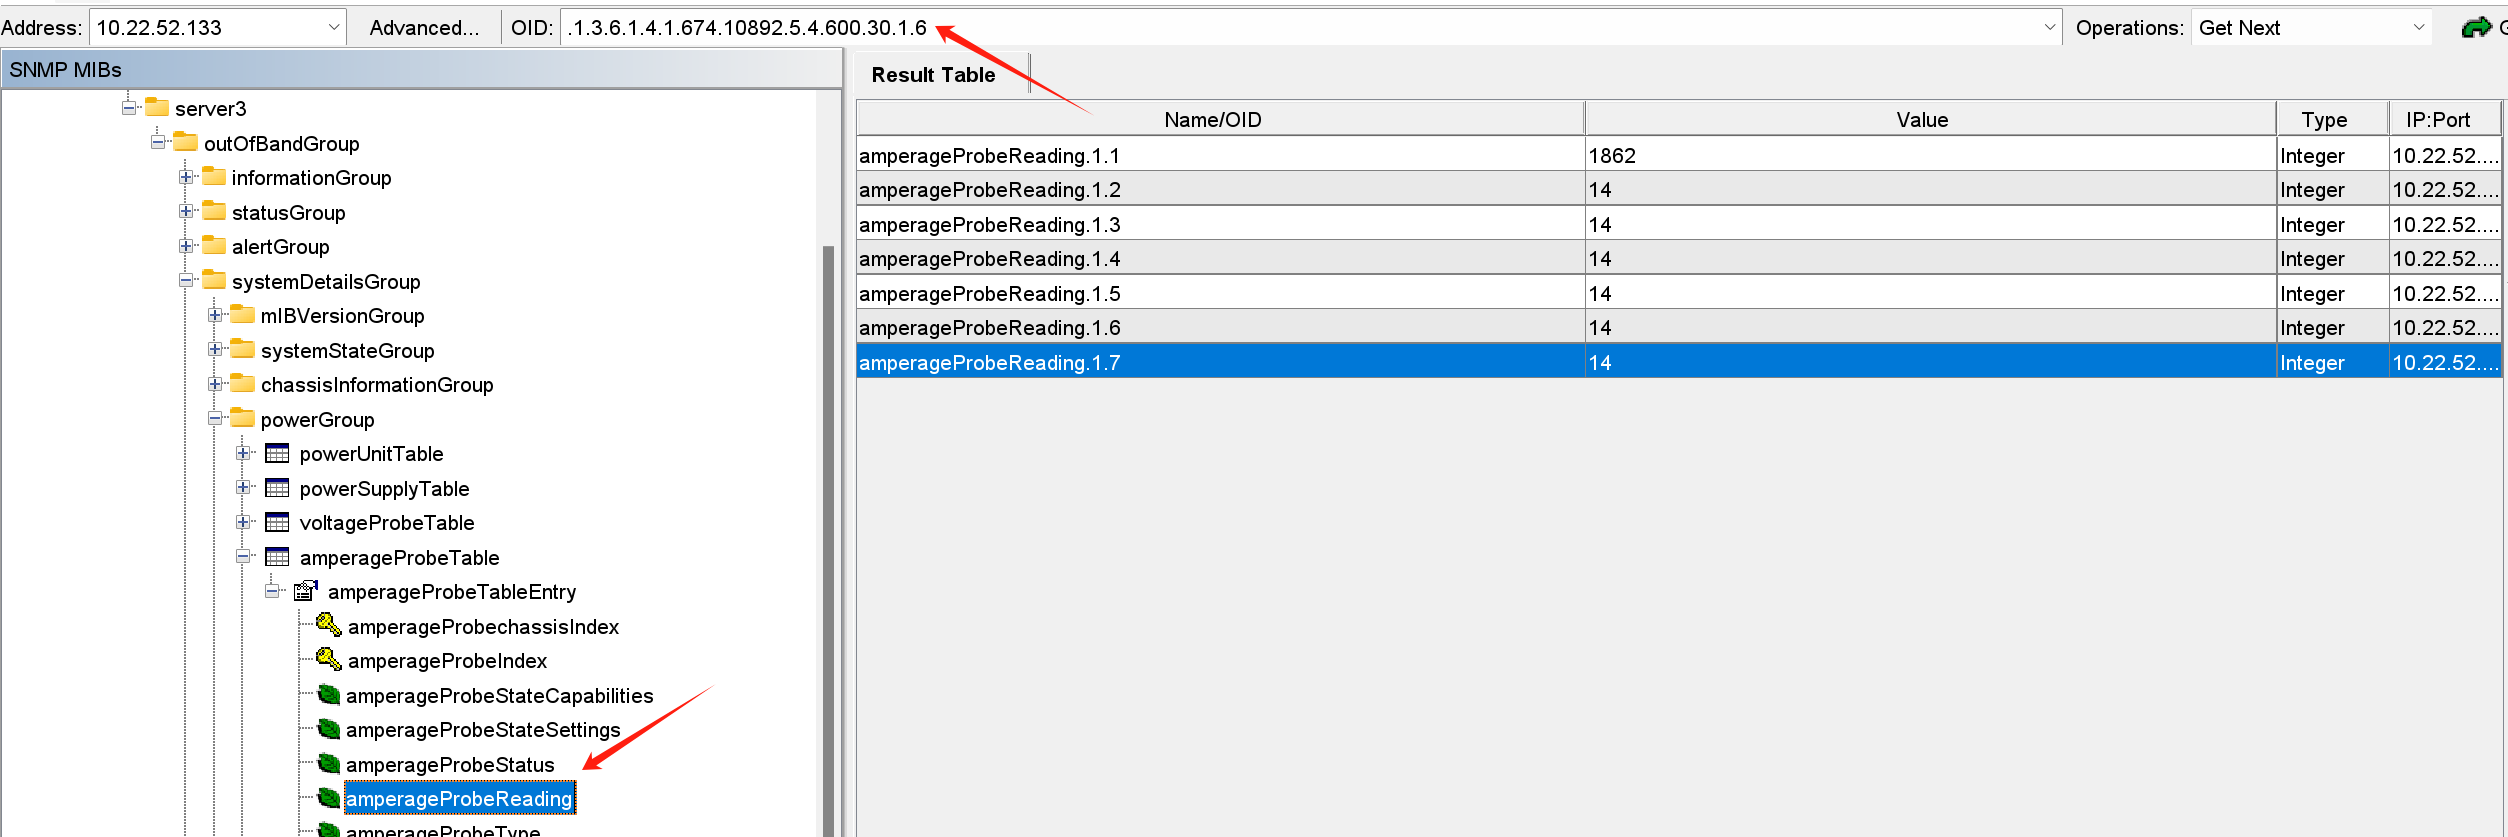 Address: 10.22.52.133 Advanced... OID: .1.3.6.1.4.1.674.10892.5.4.600.30.1.6 Operations: Get Next
SNMP MIBs
server3
outOfBandGroup
informationGroup
statusGroup
alertGroup
systemDetailsGroup
mIBVersionGroup
systemStateGroup
chassisInformationGroup
powerGroup
powerUnitTable
powerSupplyTable
voltageProbeTable
amperageProbeTable
amperageProbeTableEntry
amperageProbechassisIndex
amperageProbeIndex
amperageProbeStateCapabilities
amperageProbeStateSettings
amperageProbeStatus
amperageProbeReading
amperageProbeType
Result Table
Name/OID Value Type IP:Port
amperageProbeReading.1.1 1862 Integer 10.22.52....
amperageProbeReading.1.2 14 Integer 10.22.52....
amperageProbeReading.1.3 14 Integer 10.22.52....
amperageProbeReading.1.4 14 Integer 10.22.52....
amperageProbeReading.1.5 14 Integer 10.22.52....
amperageProbeReading.1.6 14 Integer 10.22.52....
amperageProbeReading.1.7 14 Integer 10.22.52....